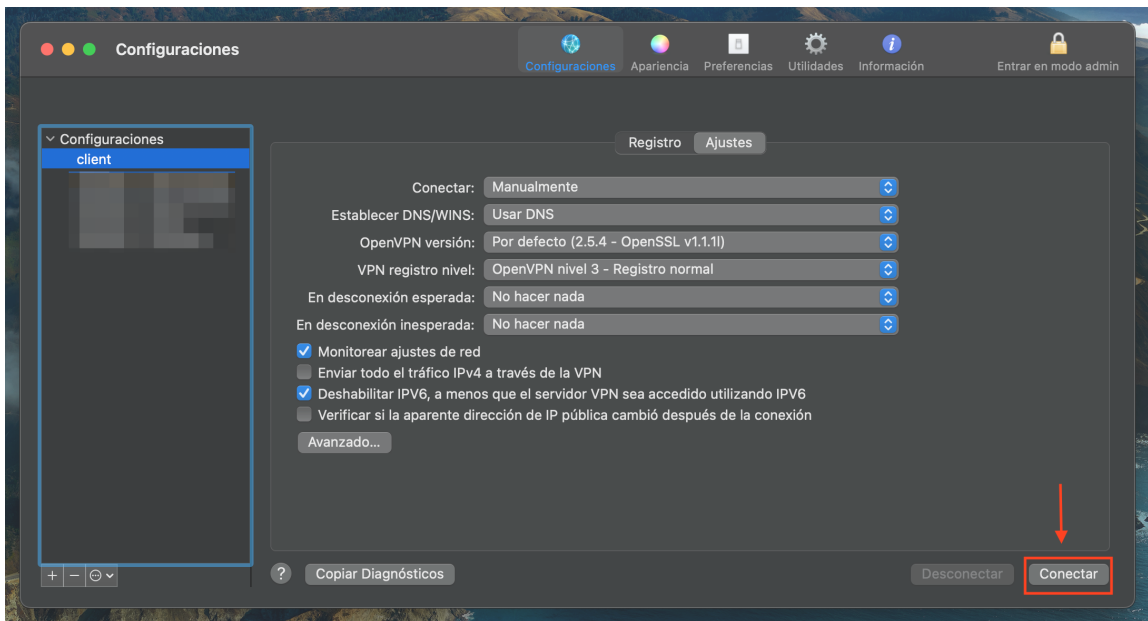 Configuraciones
Configuraciones Apariencia Preferencias Utilidades Información Entrar en modo admin
Configuraciones
client
Registro Ajustes
Conectar: Manualmente
Establecer DNS/WINS: Usar DNS
OpenVPN versión: Por defecto (2.5.4 - OpenSSL v1.1.1l)
VPN registro nivel: OpenVPN nivel 3 - Registro normal
En desconexión esperada: No hacer nada
En desconexión inesperada: No hacer nada
Monitorear ajustes de red
Enviar todo el tráfico IPv4 a través de la VPN
Deshabilitar IPV6, a menos que el servidor VPN sea accedido utilizando IPV6
Verificar si la aparente dirección de IP pública cambió después de la conexión
Avanzado...
? Copiar Diagnósticos Desconectar Conectar